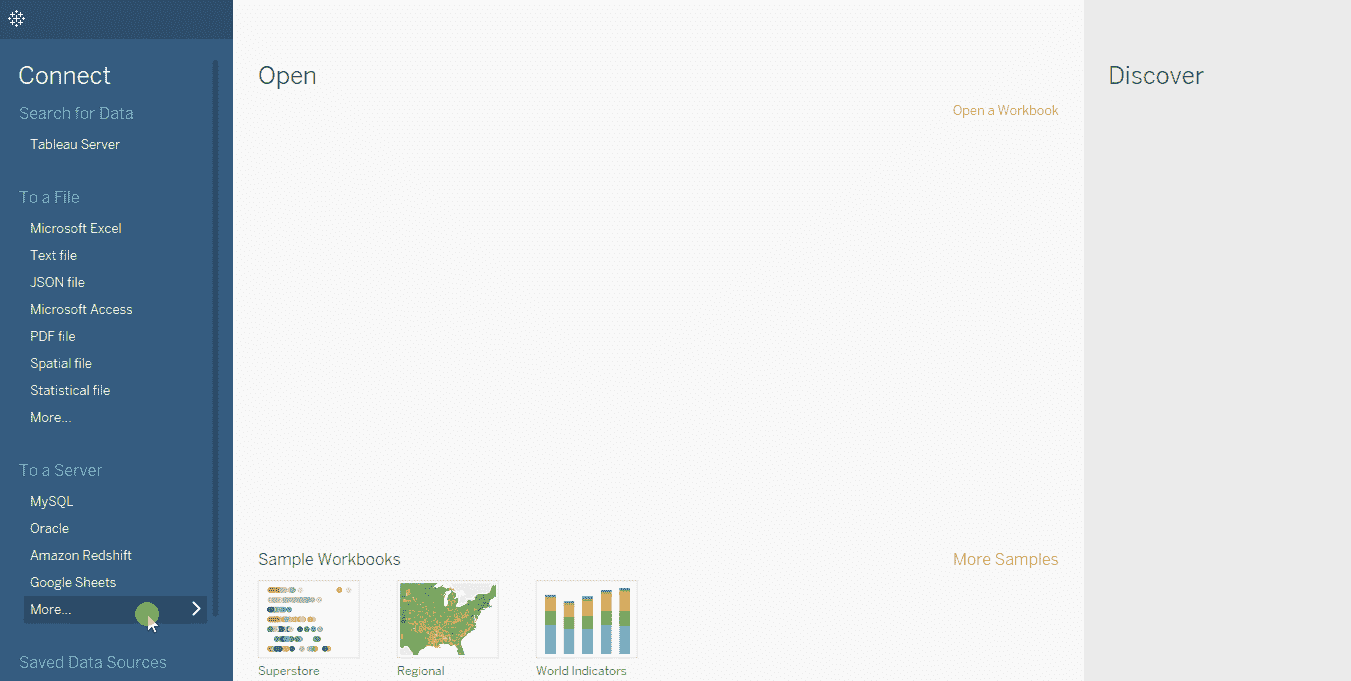 Connect
Search for Data
Tableau Server
To a File
Microsoft Excel
Text file
JSON file
Microsoft Access
PDF file
Spatial file
Statistical file
More...
To a Server
MySQL
Oracle
Amazon Redshift
Google Sheets
More...
Saved Data Sources
Open
Open a Workbook
Sample Workbooks
More Samples
Superstore
Regional
World Indicators
Discover